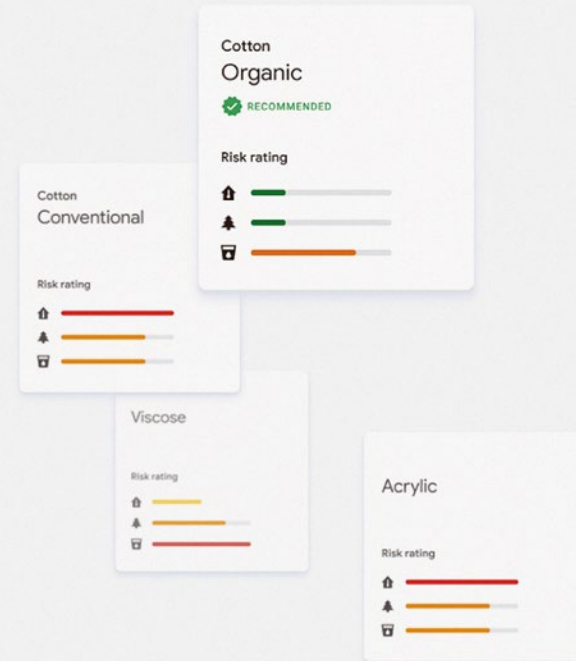 Cotton
Organic
RECOMMENDED
Risk rating
Cotton
Conventional
Risk rating
Viscose
Risk rating
Acrylic
Risk rating